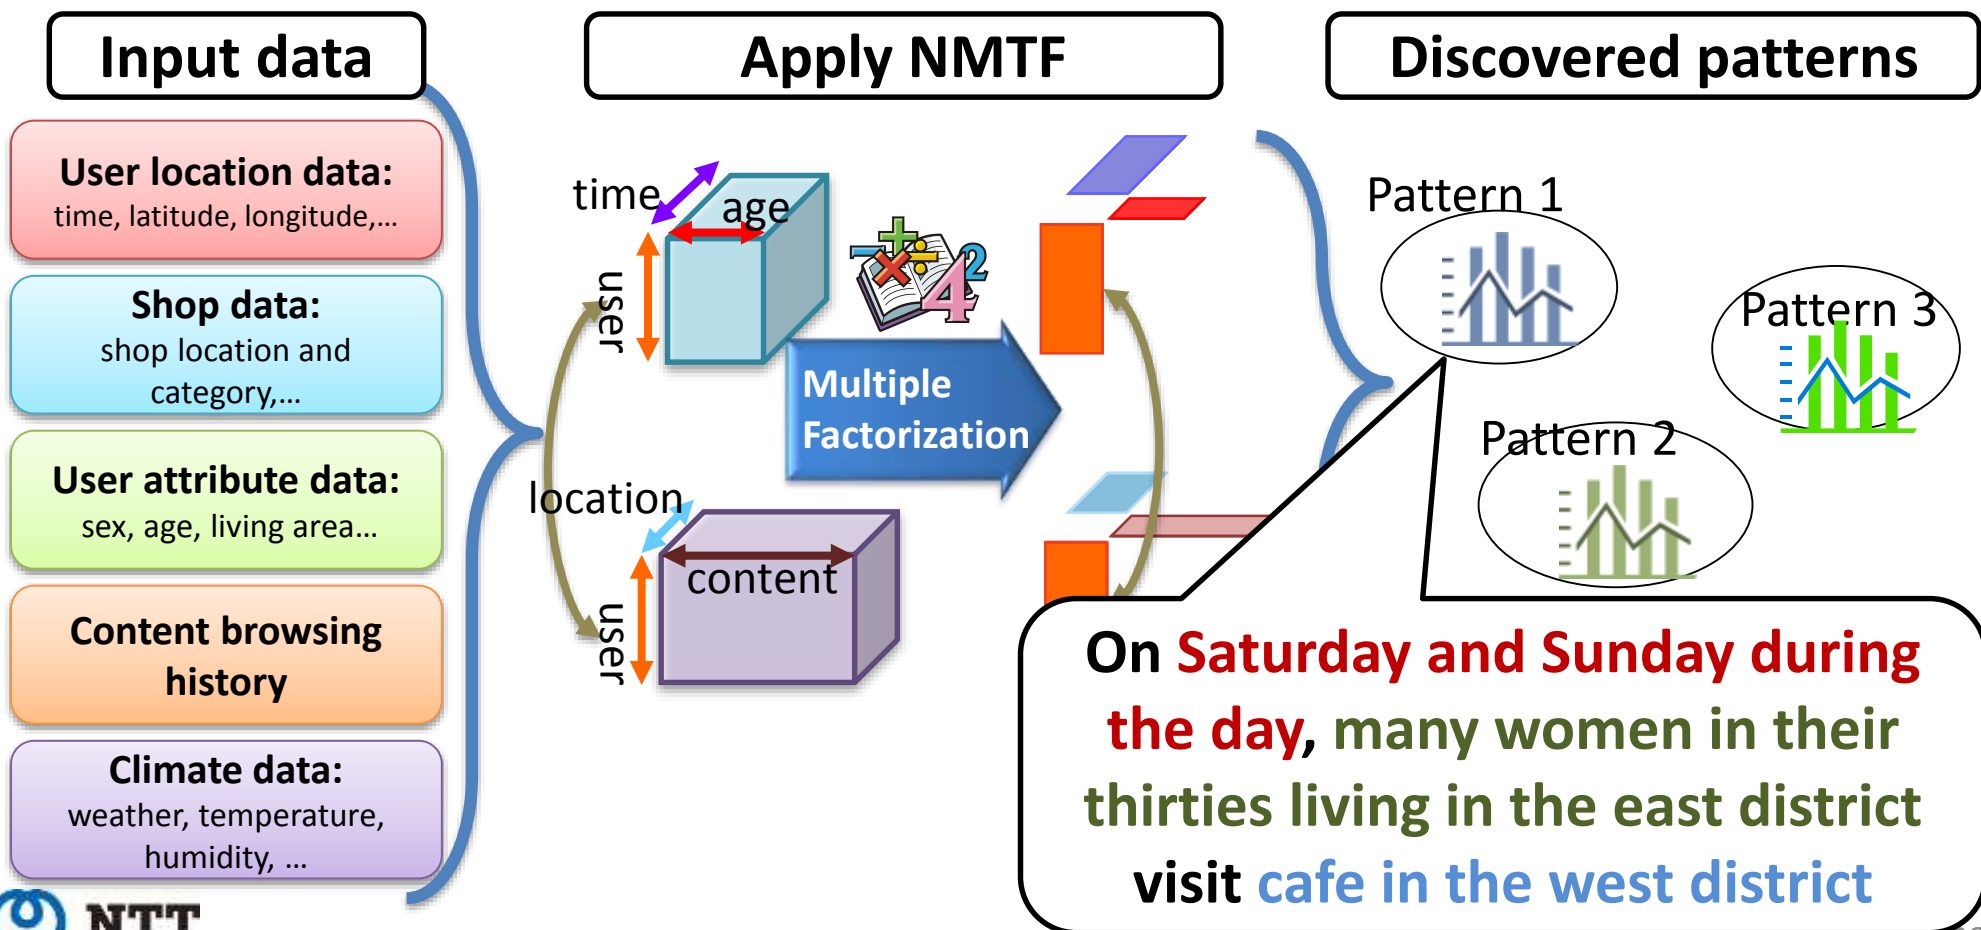 Input data
User location data:
time, latitude, longitude,...
Shop data:
shop location and
category,...
User attribute data:
sex, age, living area...
Content browsing
history
Climate data:
weather, temperature,
humidity, ...
NTT
Apply NMTF
time
age
user
Multiple
Factorization
location
content
user
Discovered patterns
Pattern 1
Pattern 3
Pattern 2
On Saturday and Sunday during
the day, many women in their
thirties living in the east district
visit cafe in the west district